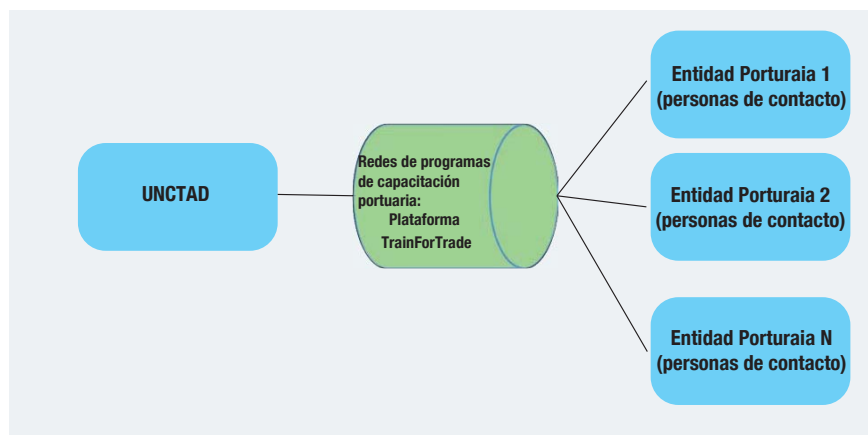 UNCTAD
Redes de programas
de capacitación
portuaria:
Plataforma
TrainForTrade
Entidad Porturaia 1
(personas de contacto)
Entidad Porturaia 2
(personas de contacto)
Entidad Porturaia N
(personas de contacto)